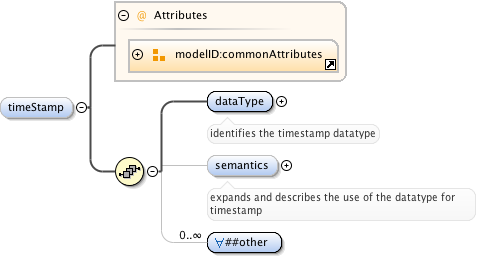 @ Attributes
modelID:commonAttributes
timeStamp
dataType
identifies the timestamp datatype
semantics
expands and describes the use of the datatype for
timestamp
0..∞
∀##other